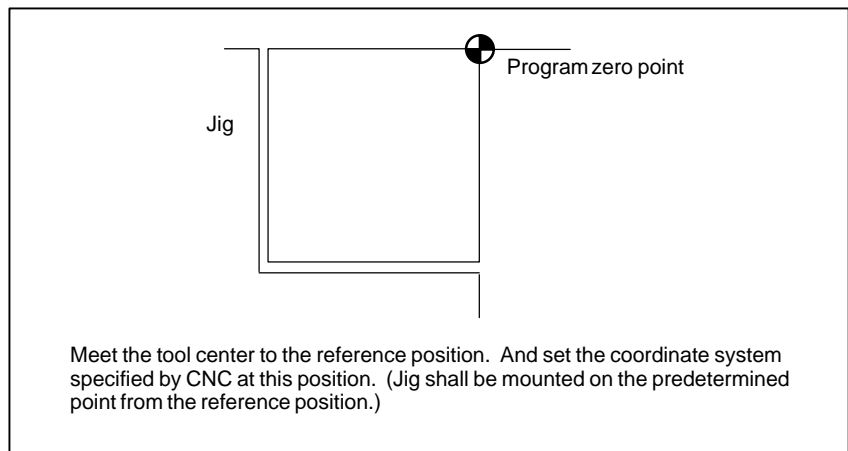 Program zero point
Jig
Meet the tool center to the reference position. And set the coordinate system
specified by CNC at this position. (Jig shall be mounted on the predetermined
point from the reference position.)